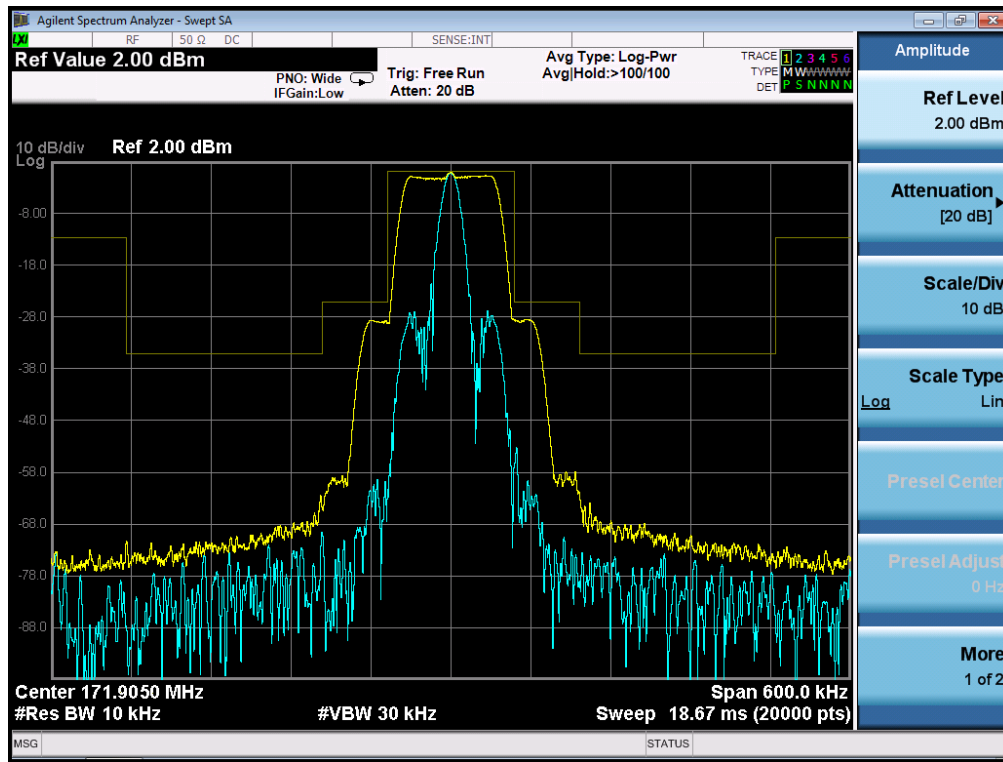 Agilent Spectrum Analyzer - Swept SA
LXI
RF 50 Ω DC SENSE:INT
Ref Value 2.00 dBm
PNO: Wide
IFGain:Low
Trig: Free Run
Atten: 20 dB
Avg Type: Log-Pwr
Avg|Hold:>100/100
TRACE 1 2 3 4 5 6
TYPE M W W W W W
DET P S N N N N
10 dB/div Ref 2.00 dBm
Log
-8.00
-18.0
-28.0
-38.0
-48.0
-58.0
-68.0
-78.0
-88.0
Center 171.9050 MHz Span 600.0 kHz
#Res BW 10 kHz #VBW 30 kHz Sweep 18.67 ms (20000 pts)
MSG STATUS
Amplitude
Ref Level
2.00 dBm
Attenuation
[20 dB]
Scale/Div
10 dB
Scale Type
Log Lin
Presel Center
Presel Adjust
0 Hz
More
1 of 2